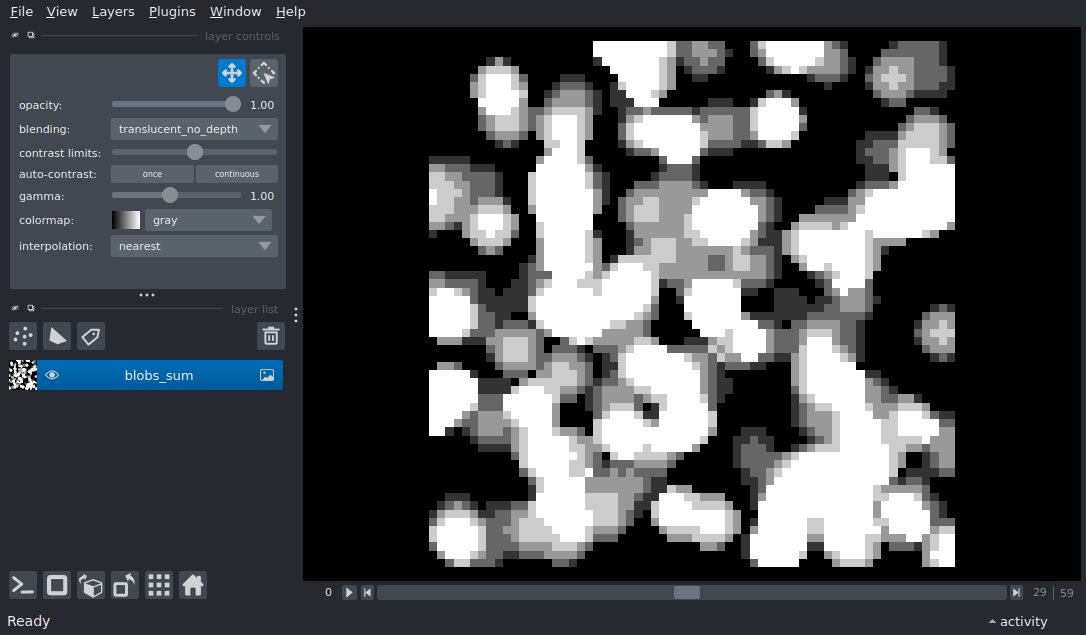 File View Layers Plugins Window Help
layer controls
opacity: 1.00
blending: translucent_no_depth
contrast limits:
auto-contrast: once continuous
gamma: 1.00
colormap: gray
interpolation: nearest
layer list
blobs_sum
0 29 59
Ready activity